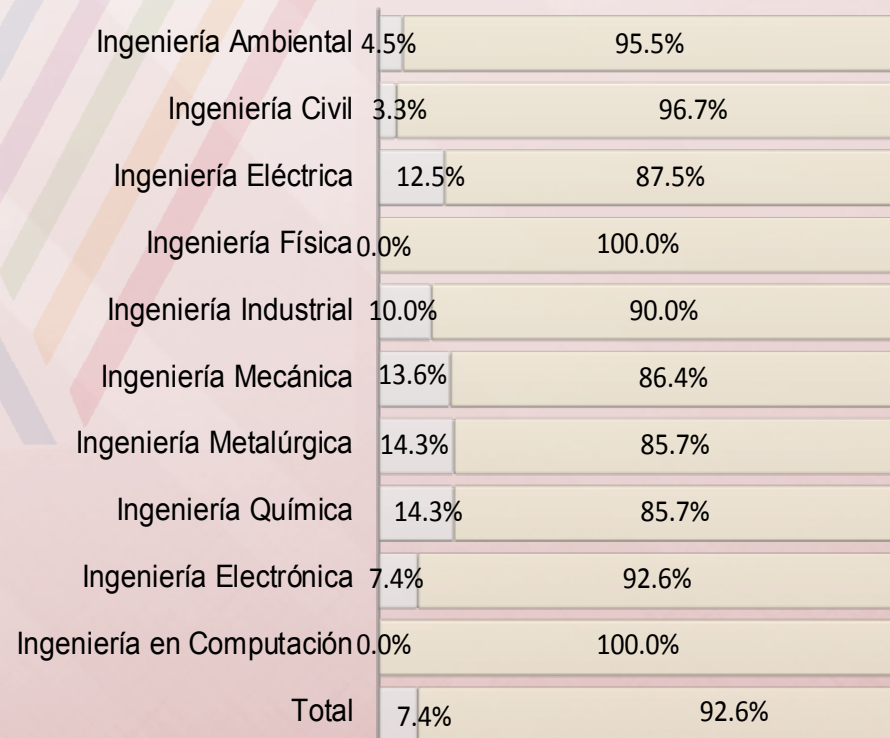 Ingeniería Ambental 4.5% 95.5%
Ingeniería Civil 3.3% 96.7%
Ingeniería Eléctrica 12.5% 87.5%
Ingeniería Física 0.0% 100.0%
Ingeniería Industrial 10.0% 90.0%
Ingeniería Mecánica 13.6% 86.4%
Ingeniería Metalúrgica 14.3% 85.7%
Ingeniería Química 14.3% 85.7%
Ingeniería Electrónica 7.4% 92.6%
Ingeniería en Computación 0.0% 100.0%
Total 7.4% 92.6%